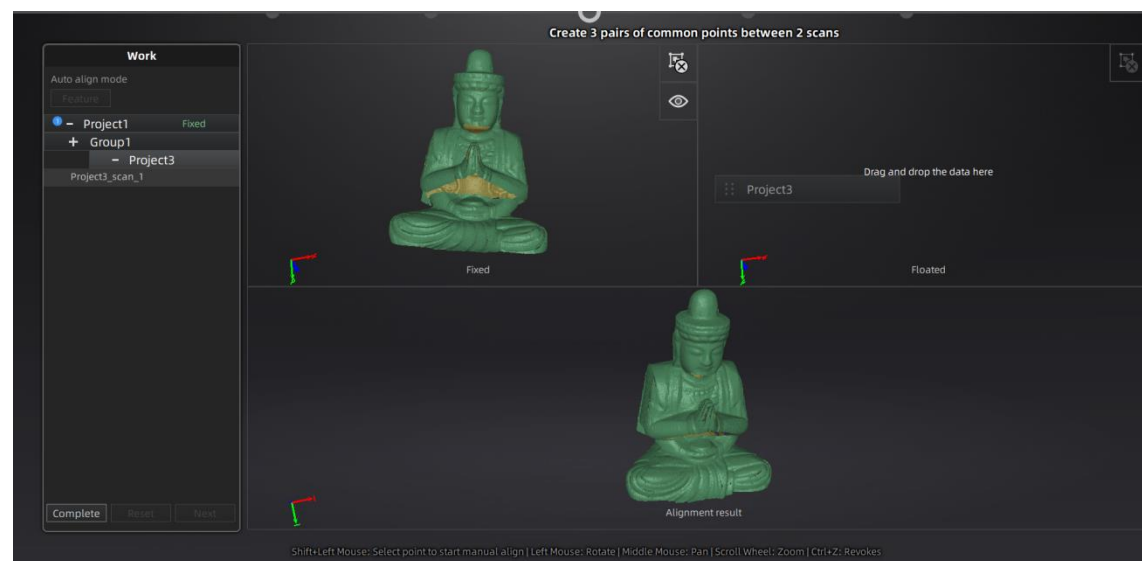 Create 3 pairs of common points between 2 scans
Work
Auto align mode
Feature
Project1 Fixed
Group1
Project3
Project3_scan_1
Complete Reset Next
Fixed
Drag and drop the data here
Project3
Floated
Alignment result
Shift+Left Mouse: Select point to start manual align | Left Mouse: Rotate | Middle Mouse: Pan | Scroll Wheel: Zoom | Ctrl+Z: Revokes